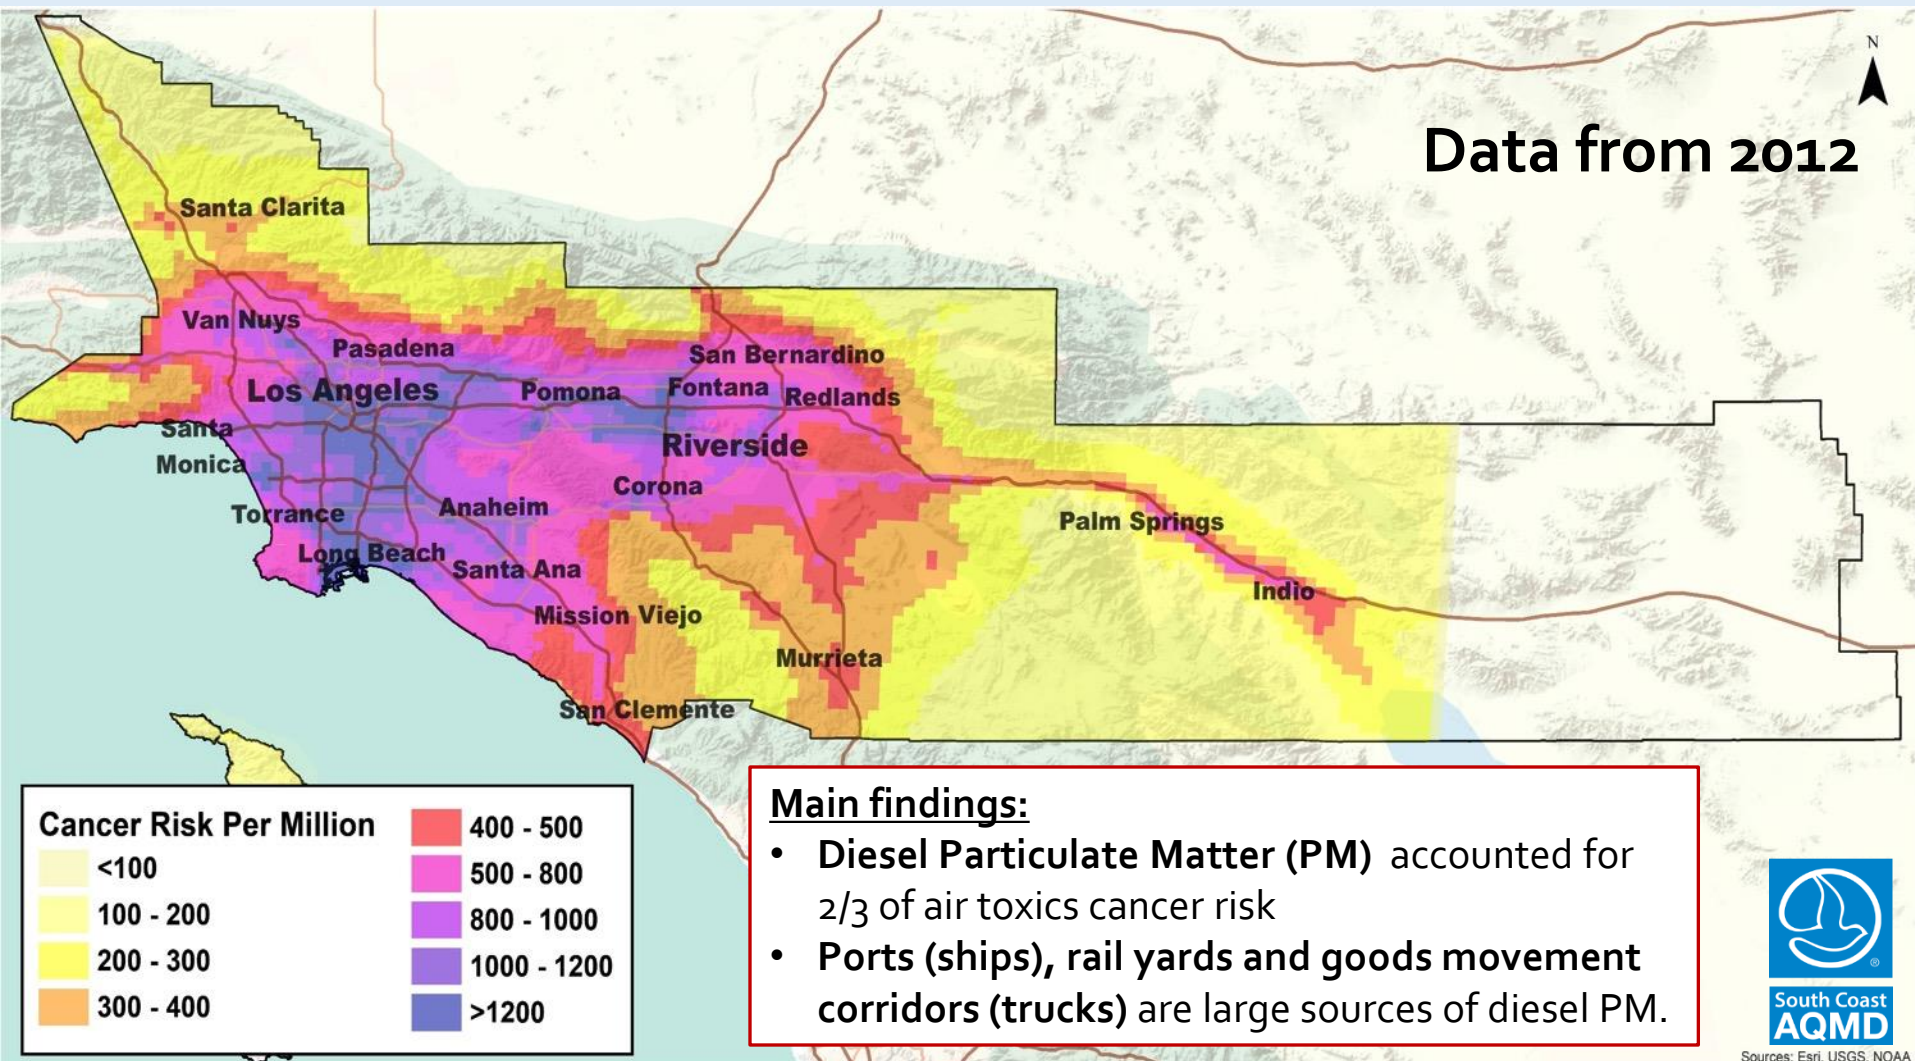 N
Data from 2012
Santa Clarita
Van Nuys
Pasadena
San Bernardino
Los Angeles
Pomona
Fontana
Redlands
Santa
Monica
Riverside
Corona
Torrance
Anaheim
Palm Springs
Long Beach
Santa Ana
Indio
Mission Viejo
Murrieta
San Clemente
Cancer Risk Per Million
<100
100 - 200
200 - 300
300 - 400
400 - 500
500 - 800
800 - 1000
1000 - 1200
>1200
Main findings:
• Diesel Particulate Matter (PM) accounted for
2/3 of air toxics cancer risk
• Ports (ships), rail yards and goods movement
corridors (trucks) are large sources of diesel PM.
®
South Coast
AQMD
Sources: Esri, USGS, NOAA